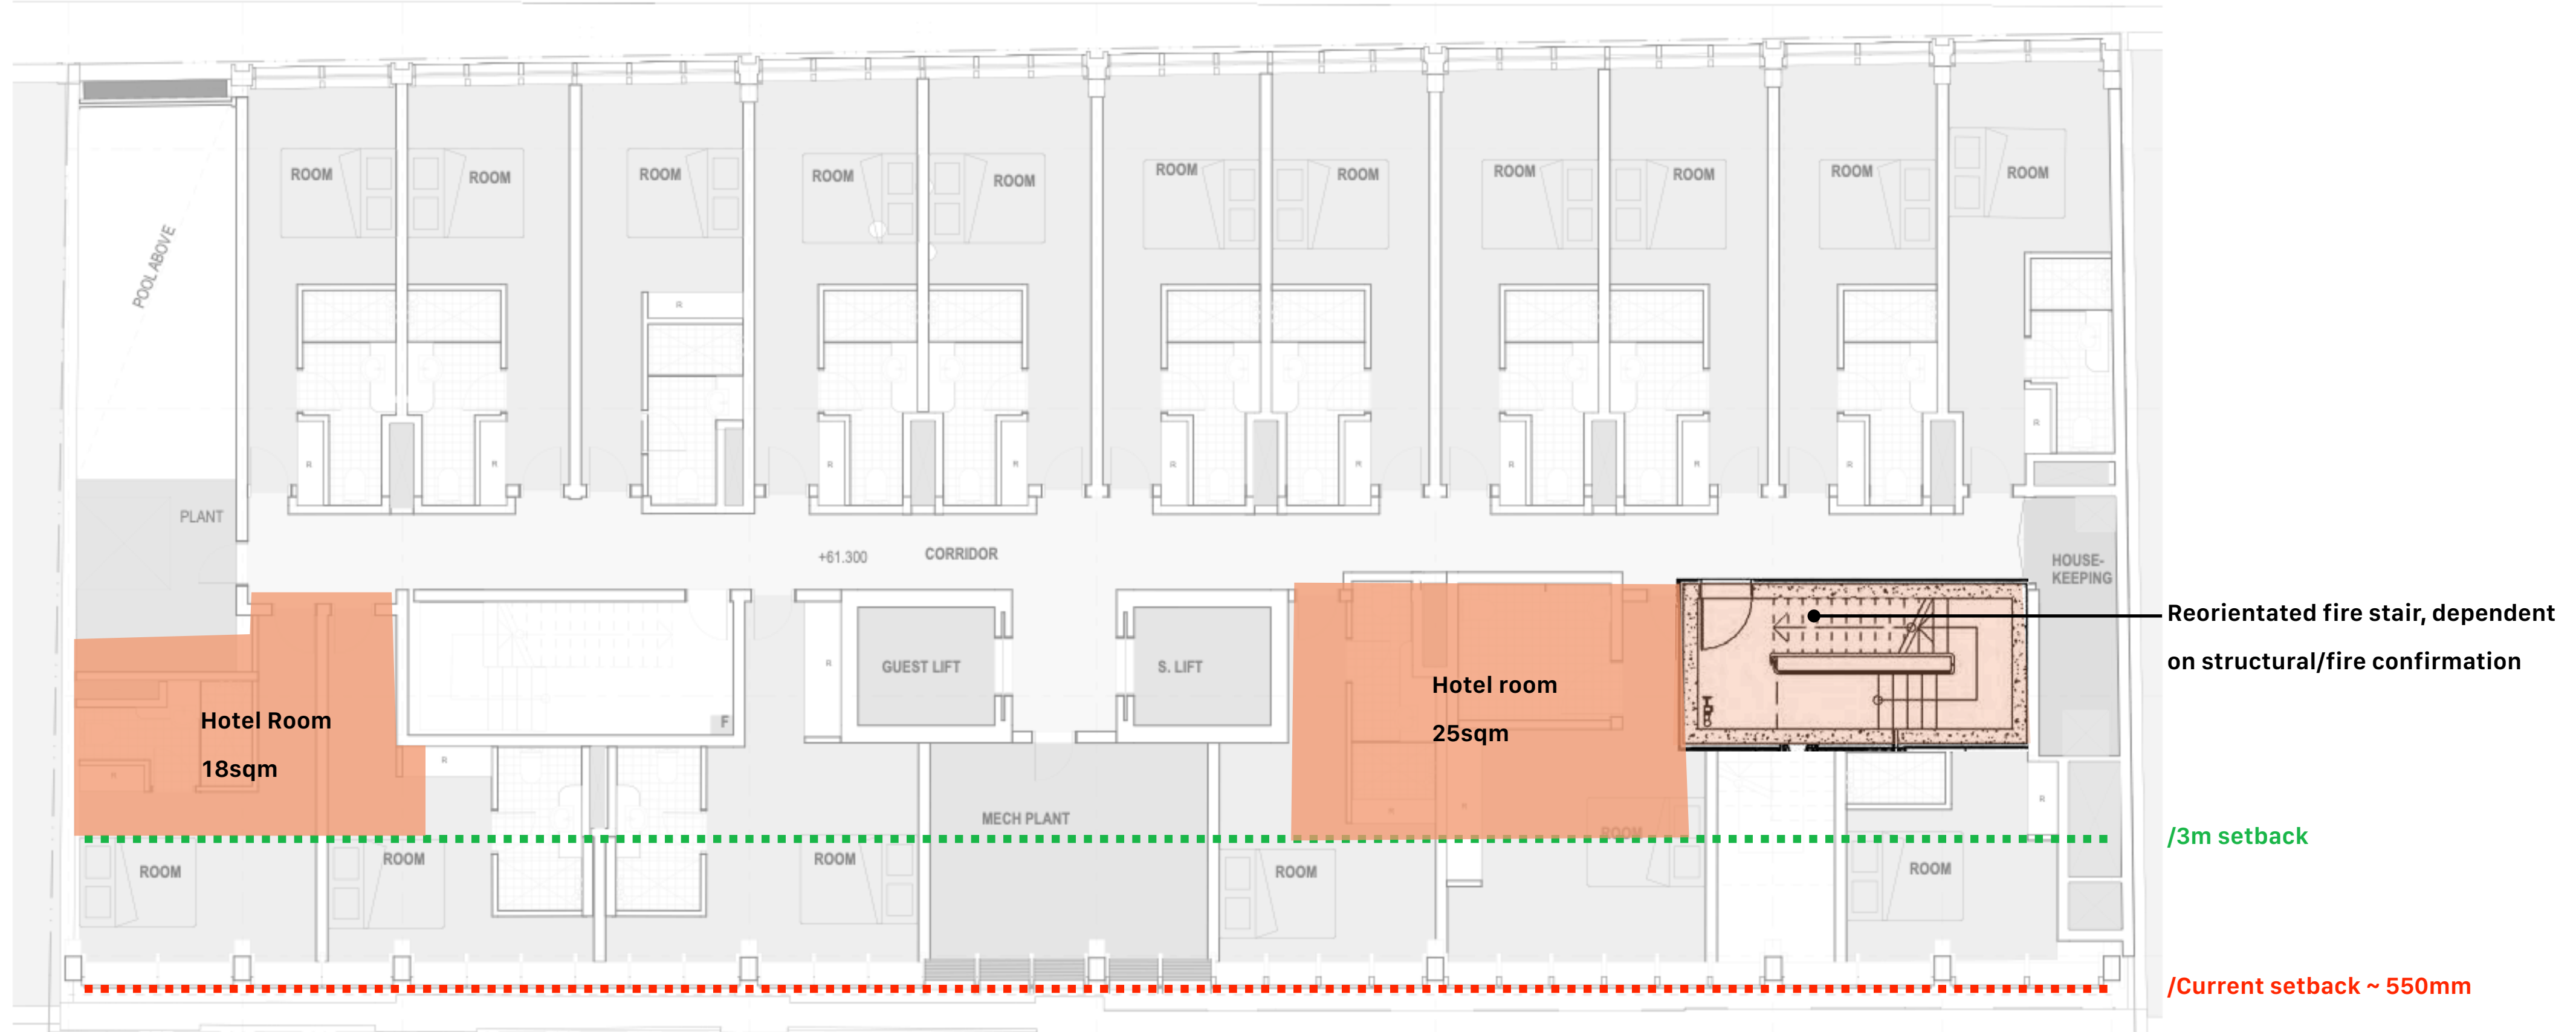 ROOM
ROOM
ROOM
ROOM
ROOM
ROOM
ROOM
ROOM
ROOM
ROOM
ROOM
POOL ABOVE
R
R
R
R
R
R
R
R
R
R
R
PLANT
+61.300
CORRIDOR
HOUSE-
KEEPING
Reorientated fire stair, dependent
on structural/fire confirmation
GUEST LIFT
S. LIFT
R
Hotel Room
18sqm
Hotel room
25sqm
F
R
R
R
R
R
MECH PLANT
/3m setback
ROOM
ROOM
ROOM
ROOM
ROOM
ROOM
/Current setback ~ 550mm